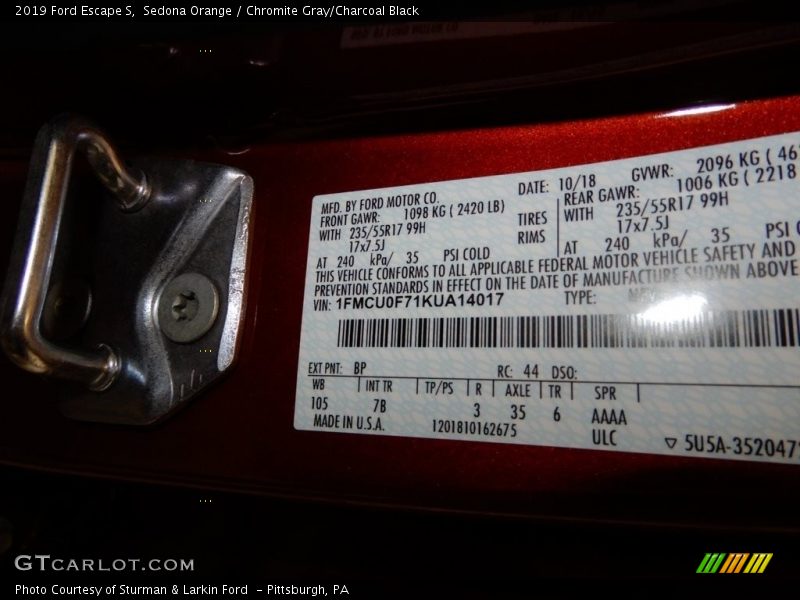 2019 Ford Escape S, Sedona Orange / Chromite Gray/Charcoal Black
MFD. BY FORD MOTOR CO. DATE: 10/18 GVWR: 2096 KG ( 46
FRONT GAWR: 1098 KG ( 2420 LB) REAR GAWR: 1006 KG ( 2218
WITH 235/55R17 99H TIRES WITH 235/55R17 99H
17x7.5J RIMS 17x7.5J
AT 240 kPa/ 35 PSI COLD AT 240 kPa/ 35 PSI C
THIS VEHICLE CONFORMS TO ALL APPLICABLE FEDERAL MOTOR VEHICLE SAFETY AND
PREVENTION STANDARDS IN EFFECT ON THE DATE OF MANUFACTURE SHOWN ABOVE.
VIN: 1FMCU0F71KUA14017 TYPE:
EXT PNT: BP RC: 44 DSO:
WB INT TR TP/PS R AXLE TR SPR
105 7B 3 35 6 AAAA
MADE IN U.S.A. 1201810162675 ULC
5U5A-3520472
GTCARLOT.COM
Photo Courtesy of Sturman & Larkin Ford - Pittsburgh, PA